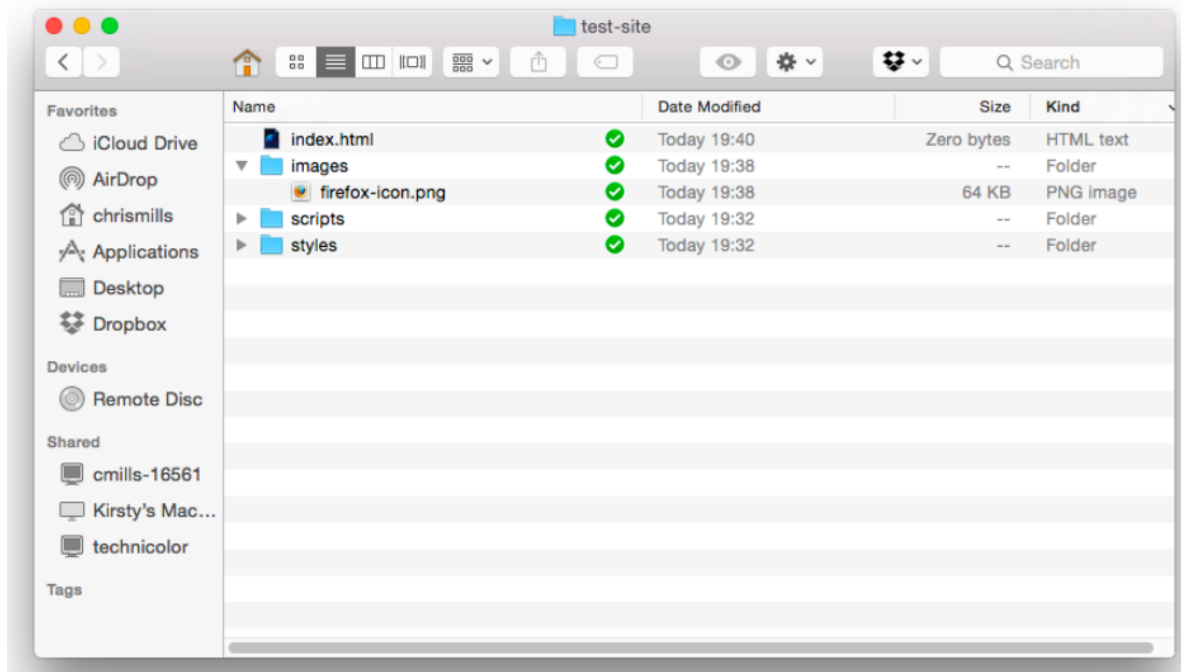 test-site
Search
Favorites
iCloud Drive
AirDrop
chrismills
Applications
Desktop
Dropbox
Devices
Remote Disc
Shared
cmills-16561
Kirsty's Mac...
technicolor
Tags
Name Date Modified Size Kind
index.html Today 19:40 Zero bytes HTML text
images Today 19:38 -- Folder
firefox-icon.png Today 19:38 64 KB PNG image
scripts Today 19:32 -- Folder
styles Today 19:32 -- Folder